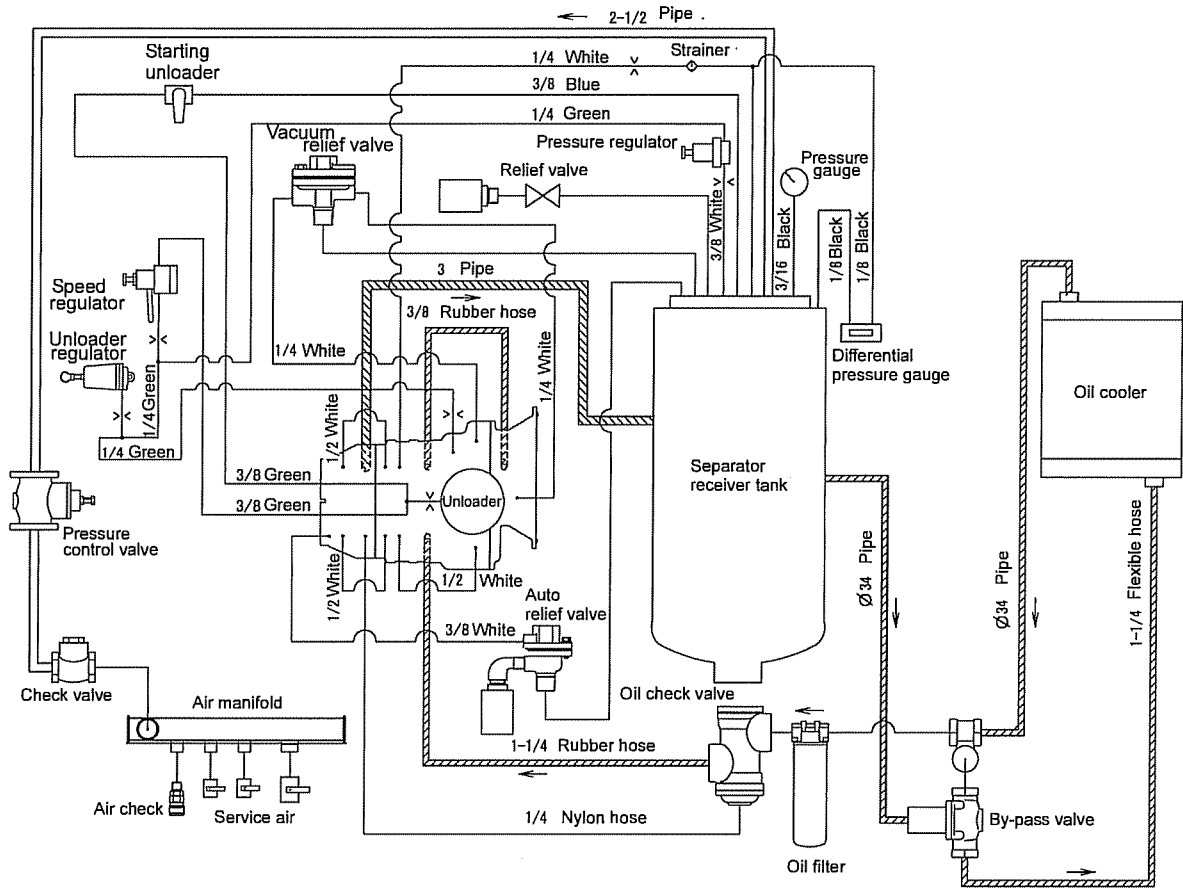 2-1/2 Pipe
Starting
unloader
1/4 White
Strainer
3/8 Blue
1/4 Green
Vacuum
relief valve
Pressure regulator
Relief valve
Pressure
gauge
3/8 White
3/16 Black
1/8 Black
1/8 Black
3 Pipe
3/8 Rubber hose
Speed
regulator
Unloader
regulator
1/4 White
1/4 White
Differential
pressure gauge
Oil cooler
1/4 Green
1/4 Green
1/2 White
3/8 Green
3/8 Green
Unloader
Separator
receiver tank
Pressure
control valve
1/2 White
1/2 White
Ø34 Pipe
Ø34 Pipe
1-1/4 Flexible hose
Auto
relief valve
3/8 White
Check valve
Air manifold
Oil check valve
1-1/4 Rubber hose
Air check
Service air
1/4 Nylon hose
By-pass valve
Oil filter